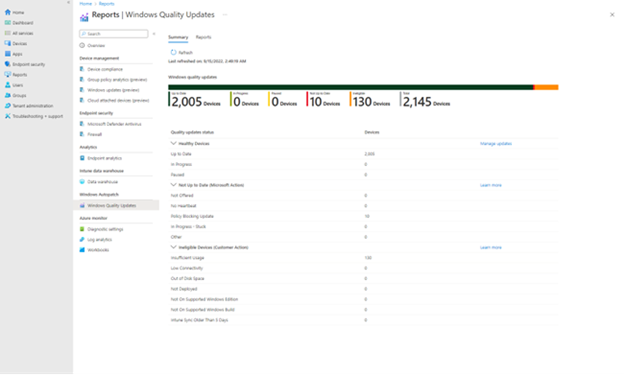 Home > Reports
Reports | Windows Quality Updates ...
Home
Dashboard
All services
Devices
Apps
Endpoint security
Reports
Users
Groups
Tenant administration
Troubleshooting + support
Search
Overview
Device management
Device compliance
Group policy analytics (preview)
Windows updates (preview)
Cloud attached devices (preview)
Endpoint security
Microsoft Defender Antivirus
Firewall
Analytics
Endpoint analytics
Intune data warehouse
Data warehouse
Windows Autopatch
Windows Quality Updates
Azure monitor
Diagnostic settings
Log analytics
Workbooks
Summary Reports
Refresh
Last refreshed on: 9/15/2022,
Windows quality updates
Up to Date
2,005 Devices
In Progress
0 Devices
Paused
0 Devices
Not Up to Date
10 Devices
Ineligible
130 Devices
Total
2,145 Devices
Quality updates status Devices
Healthy Devices Manage updates
Up to Date
In Progress 0
Paused 0
Not Up to Date (Microsoft Action) Learn more
Not Offered 0
No Heartbeat 0
Policy Blocking Update 10
In Progress - Stuck 0
Other 0
Ineligible Devices (Customer Action) Learn more
Insufficient Usage 130
Low Connectivity 0
Out of Disk Space 0
Not Deployed 0
Not On Supported Windows Edition 0
Not On Supported Windows Build 0
Intune Sync Older Than 5 Days 0